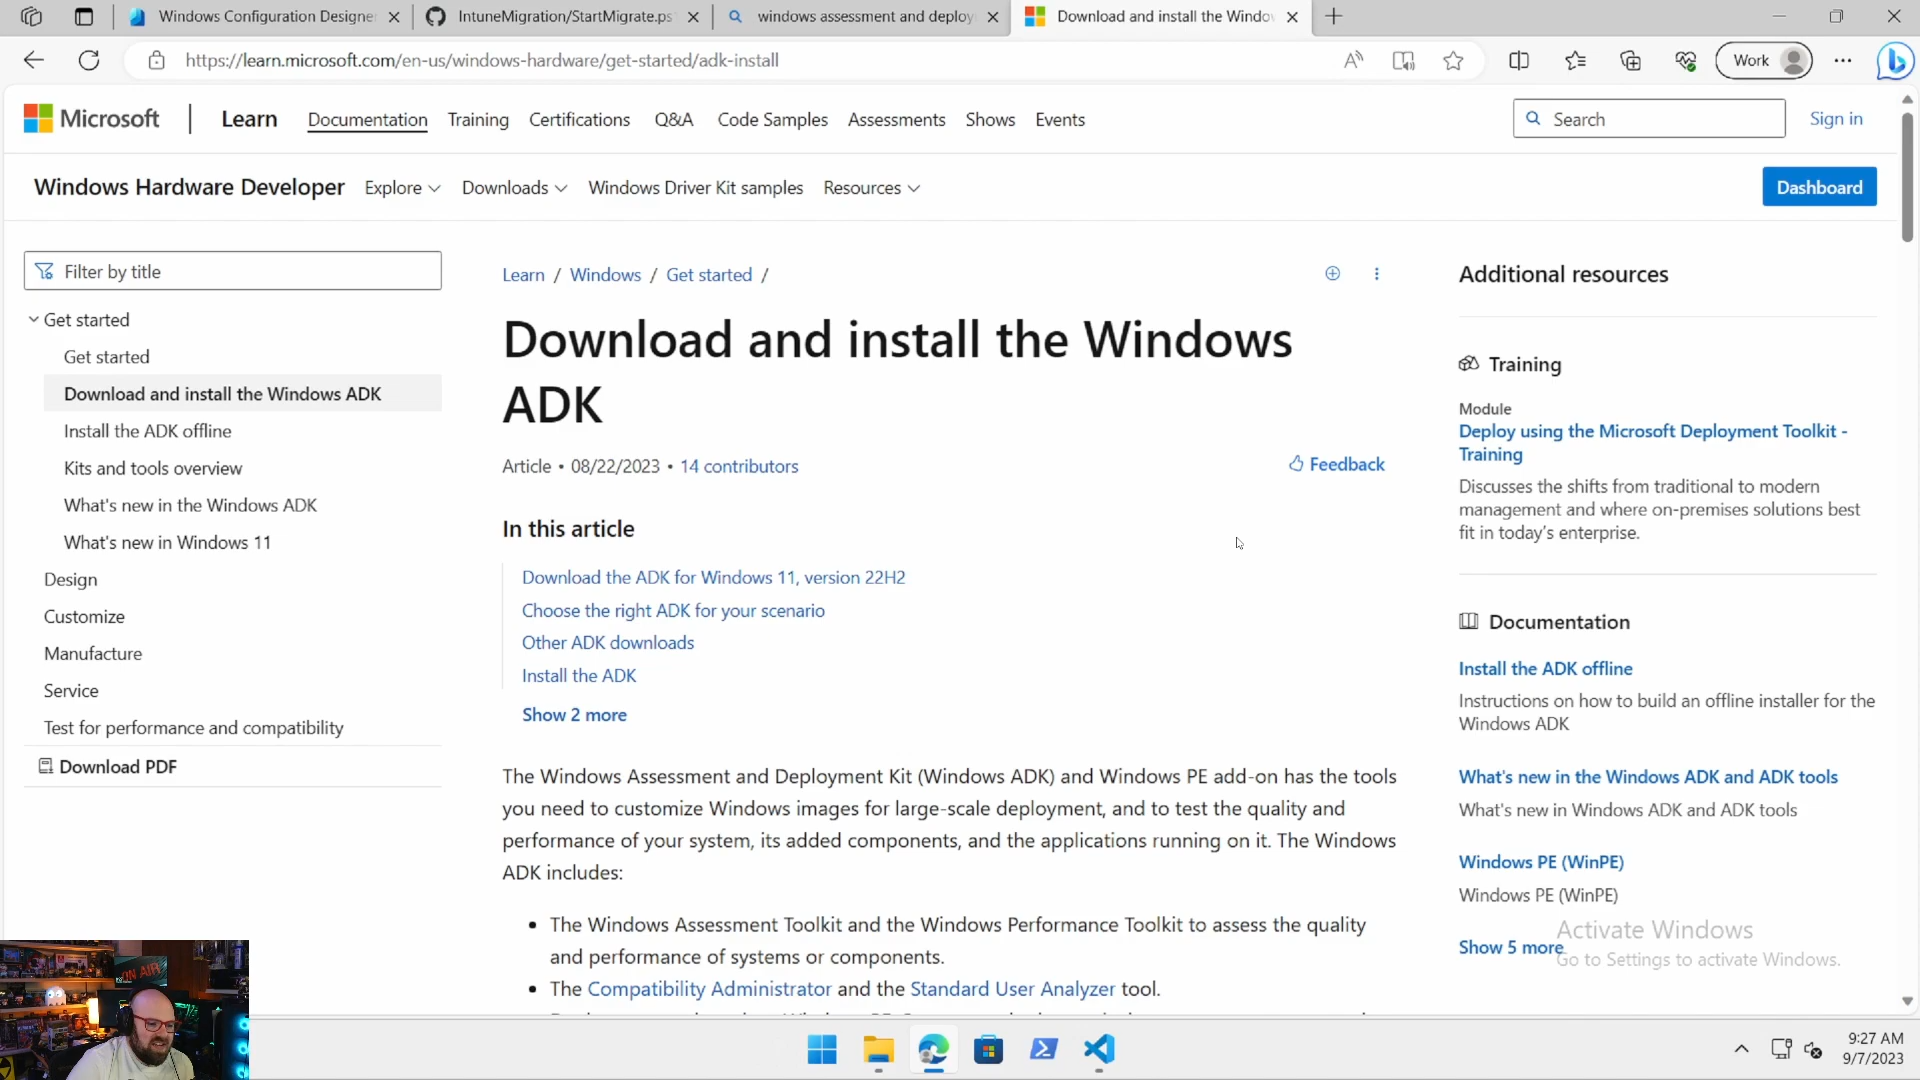 Windows Configuration Designer
IntuneMigration/StartMigrate.ps
windows assessment and deploy
Download and install the Windo
https://learn.microsoft.com/en-us/windows-hardware/get-started/adk-install
Work
Microsoft
Learn
Documentation
Training
Certifications
Q&A
Code Samples
Assessments
Shows
Events
Search
Sign in
Windows Hardware Developer
Explore
Downloads
Windows Driver Kit samples
Resources
Dashboard
Filter by title
Get started
Get started
Download and install the Windows ADK
Install the ADK offline
Kits and tools overview
What's new in the Windows ADK
What's new in Windows 11
Design
Customize
Manufacture
Service
Test for performance and compatibility
Download PDF
Learn / Windows / Get started /
Download and install the Windows
ADK
Article • 08/22/2023 • 14 contributors
Feedback
In this article
Download the ADK for Windows 11, version 22H2
Choose the right ADK for your scenario
Other ADK downloads
Install the ADK
Show 2 more
The Windows Assessment and Deployment Kit (Windows ADK) and Windows PE add-on has the tools
you need to customize Windows images for large-scale deployment, and to test the quality and
performance of your system, its added components, and the applications running on it. The Windows
ADK includes:
• The Windows Assessment Toolkit and the Windows Performance Toolkit to assess the quality
and performance of systems or components.
• The Compatibility Administrator and the Standard User Analyzer tool.
Additional resources
Training
Module
Deploy using the Microsoft Deployment Toolkit -
Training
Discusses the shifts from traditional to modern
management and where on-premises solutions best
fit in today's enterprise.
Documentation
Install the ADK offline
Instructions on how to build an offline installer for the
Windows ADK
What's new in the Windows ADK and ADK tools
What's new in Windows ADK and ADK tools
Windows PE (WinPE)
Windows PE (WinPE)
Show 5 more
Activate Windows
Go to Settings to activate Windows.
ON AIR
9:27 AM
9/7/2023